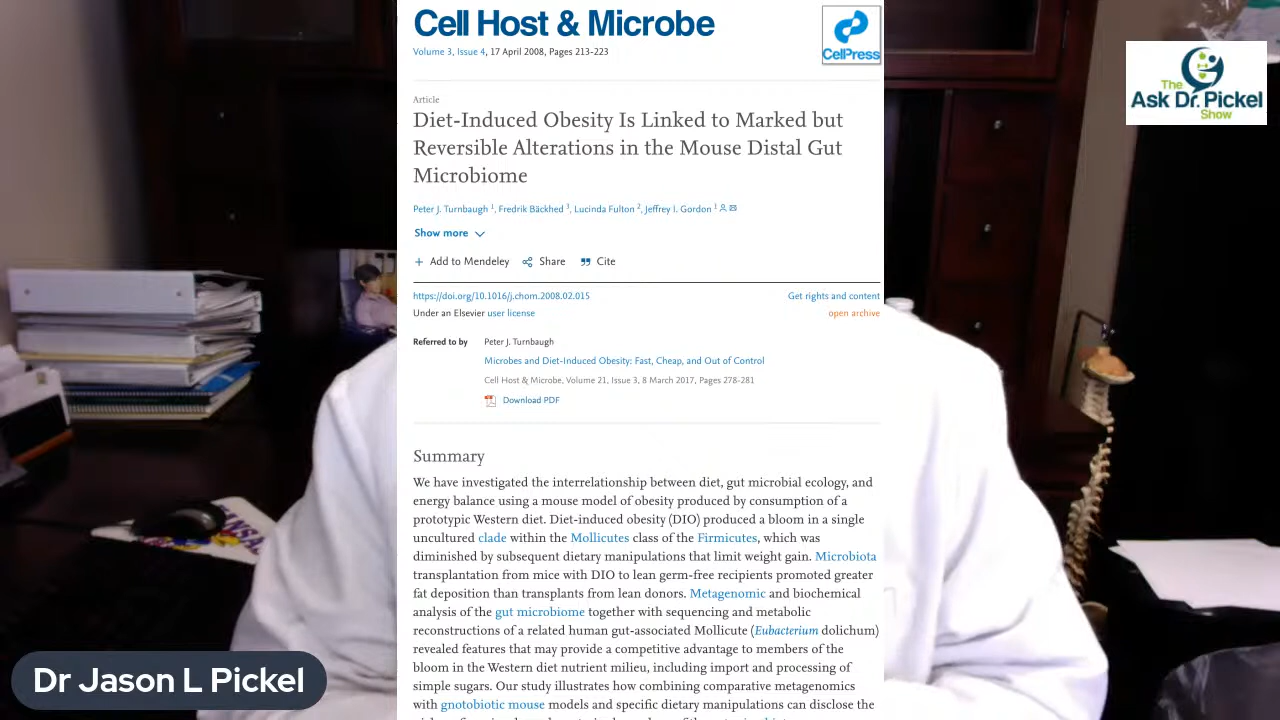 Cell Host & Microbe
CellPress
Volume 3, Issue 4, 17 April 2008, Pages 213-223
The
Ask Dr. Pickel
Show
Article
Diet-Induced Obesity Is Linked to Marked but
Reversible Alterations in the Mouse Distal Gut
Microbiome
Peter J. Turnbaugh 1, Fredrik Bäckhed 3, Lucinda Fulton 2, Jeffrey I. Gordon 1
Show more
Add to Mendeley Share Cite
https://doi.org/10.1016/j.chom.2008.02.015 Get rights and content
Under an Elsevier user license open archive
Referred to by Peter J. Turnbaugh
Microbes and Diet-Induced Obesity: Fast, Cheap, and Out of Control
Cell Host & Microbe, Volume 21, Issue 3, 8 March 2017, Pages 278-281
Download PDF
Summary
We have investigated the interrelationship between diet, gut microbial ecology, and
energy balance using a mouse model of obesity produced by consumption of a
prototypic Western diet. Diet-induced obesity (DIO) produced a bloom in a single
uncultured clade within the Mollicutes class of the Firmicutes, which was
diminished by subsequent dietary manipulations that limit weight gain. Microbiota
transplantation from mice with DIO to lean germ-free recipients promoted greater
fat deposition than transplants from lean donors. Metagenomic and biochemical
analysis of the gut microbiome together with sequencing and metabolic
reconstructions of a related human gut-associated Mollicute (Eubacterium dolichum)
revealed features that may provide a competitive advantage to members of the
bloom in the Western diet nutrient milieu, including import and processing of
simple sugars. Our study illustrates how combining comparative metagenomics
with gnotobiotic mouse models and specific dietary manipulations can disclose the
Dr Jason L Pickel